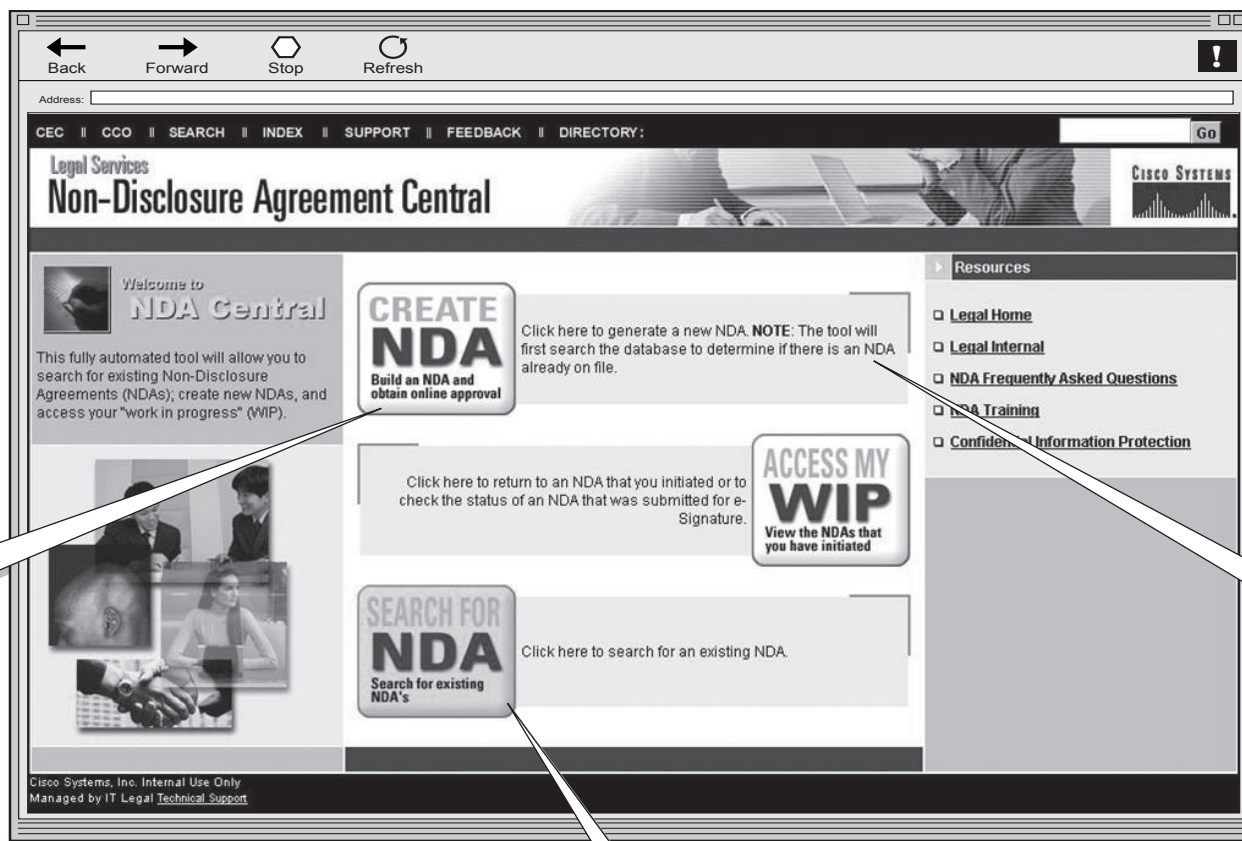 Back Forward Stop Refresh !
Address:
CEC || CCO || SEARCH || INDEX || SUPPORT || FEEDBACK || DIRECTORY: Go
Legal Services
Non-Disclosure Agreement Central
CISCO SYSTEMS
Welcome to
NDA Central
This fully automated tool will allow you to
search for existing Non-Disclosure
Agreements (NDAs); create new NDAs, and
access your "work in progress" (WIP).
CREATE
NDA
Build an NDA and
obtain online approval
Click here to generate a new NDA. NOTE: The tool will
first search the database to determine if there is an NDA
already on file.
Click here to return to an NDA that you initiated or to
check the status of an NDA that was submitted for e-
Signature.
ACCESS MY
WIP
View the NDAs that
you have initiated
SEARCH FOR
NDA
Search for existing
NDA's
Click here to search for an existing NDA.
Resources
Legal Home
Legal Internal
NDA Frequently Asked Questions
NDA Training
Confidential Information Protection
Cisco Systems, Inc. Internal Use Only
Managed by IT Legal Technical Support